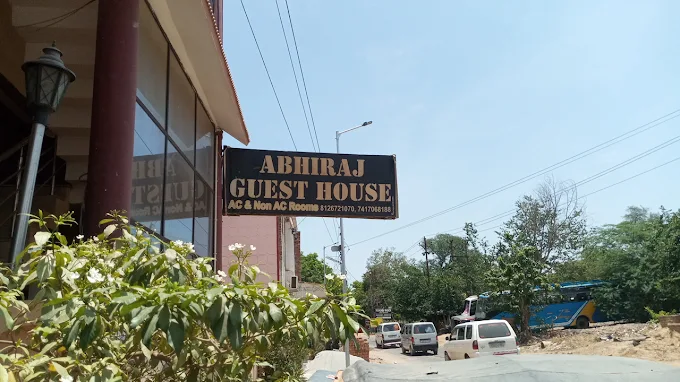 ABHIRAJ
GUEST HOUSE
AC & NON AC ROOMS 8126721870, 7417068188